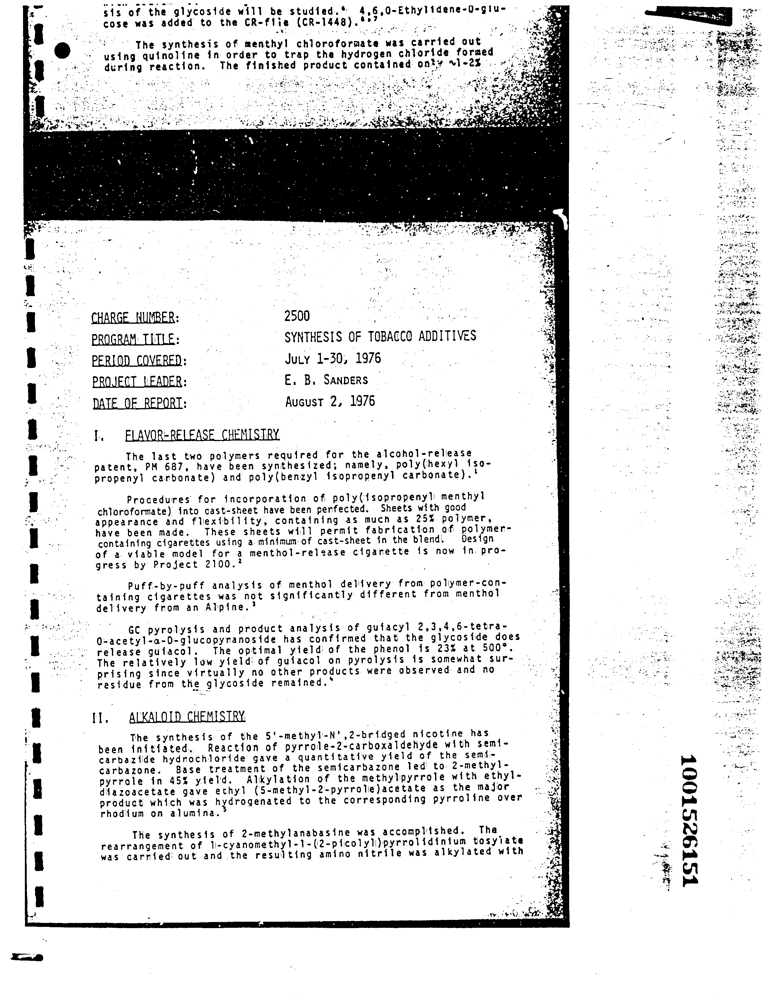 sis of the glycoside will be studied.⁶ 4,6,O-Ethylidene-D-glu-
cose was added to the CR-file (CR-1448).⁶,⁷
The synthesis of menthyl chloroformate was carried out
using quinoline in order to trap the hydrogen chloride formed
during reaction. The finished product contained only ~1-2%
CHARGE NUMBER: 2500
PROGRAM TITLE: SYNTHESIS OF TOBACCO ADDITIVES
PERIOD COVERED: JULY 1-30, 1976
PROJECT LEADER: E. B. SANDERS
DATE OF REPORT: AUGUST 2, 1976
I. FLAVOR-RELEASE CHEMISTRY
The last two polymers required for the alcohol-release
patent, PM 687, have been synthesized; namely, poly(hexyl iso-
propenyl carbonate) and poly(benzyl isopropenyl carbonate).¹
Procedures for incorporation of poly(isopropenyl menthyl
chloroformate) into cast-sheet have been perfected. Sheets with good
appearance and flexibility, containing as much as 25% polymer,
have been made. These sheets will permit fabrication of polymer-
containing cigarettes using a minimum of cast-sheet in the blend. Design
of a viable model for a menthol-release cigarette is now in pro-
gress by Project 2100.²
Puff-by-puff analysis of menthol delivery from polymer-con-
taining cigarettes was not significantly different from menthol
delivery from an Alpine.³
GC pyrolysis and product analysis of guiacyl 2,3,4,6-tetra-
O-acetyl-α-D-glucopyranoside has confirmed that the glycoside does
release guiacol. The optimal yield of the phenol is 23% at 500°.
The relatively low yield of guiacol on pyrolysis is somewhat sur-
prising since virtually no other products were observed and no
residue from the glycoside remained.⁴
II. ALKALOID CHEMISTRY
The synthesis of the 5'-methyl-N',2-bridged nicotine has
been initiated. Reaction of pyrrole-2-carboxaldehyde with semi-
carbazide hydrochloride gave a quantitative yield of the semi-
carbazone. Base treatment of the semicarbazone led to 2-methyl-
pyrrole in 45% yield. Alkylation of the methylpyrrole with ethyl-
diazoacetate gave ethyl (5-methyl-2-pyrrole)acetate as the major
product which was hydrogenated to the corresponding pyrroline over
rhodium on alumina.⁵
The synthesis of 2-methylanabasine was accomplished. The
rearrangement of 1-cyanomethyl-1-(2-picolyl)pyrrolidinium tosylate
was carried out and the resulting amino nitrile was alkylated with
1001526151